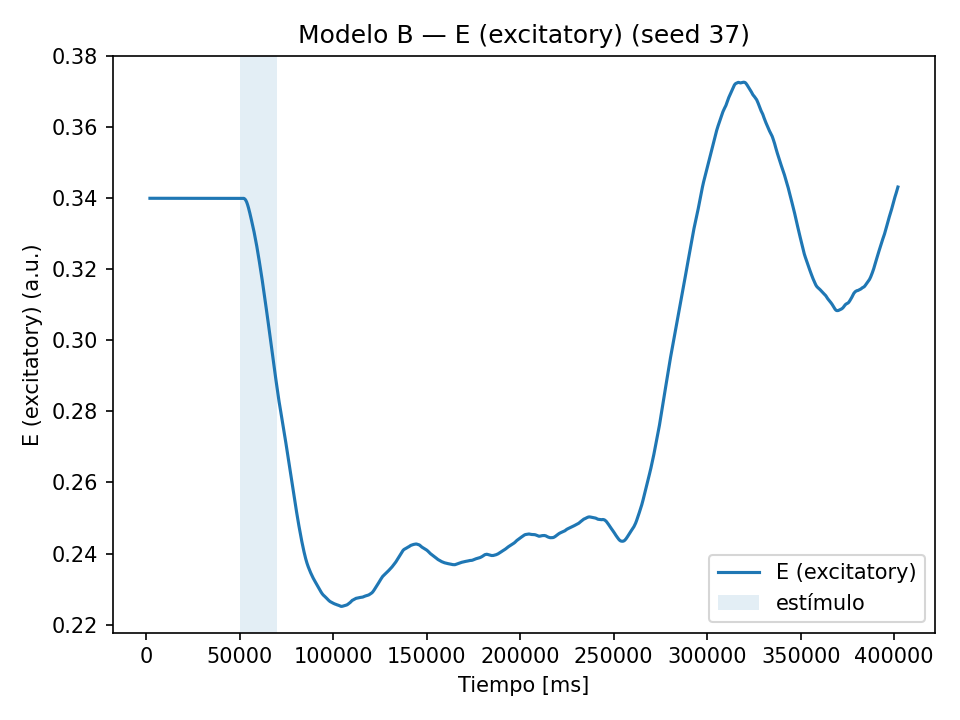 Modelo B — E (excitatory) (seed 37)
E (excitatory) (a.u.)
0.38
0.36
0.34
0.32
0.30
0.28
0.26
0.24
0.22
E (excitatory)
estímulo
0 50000 100000 150000 200000 250000 300000 350000 400000
Tiempo [ms]